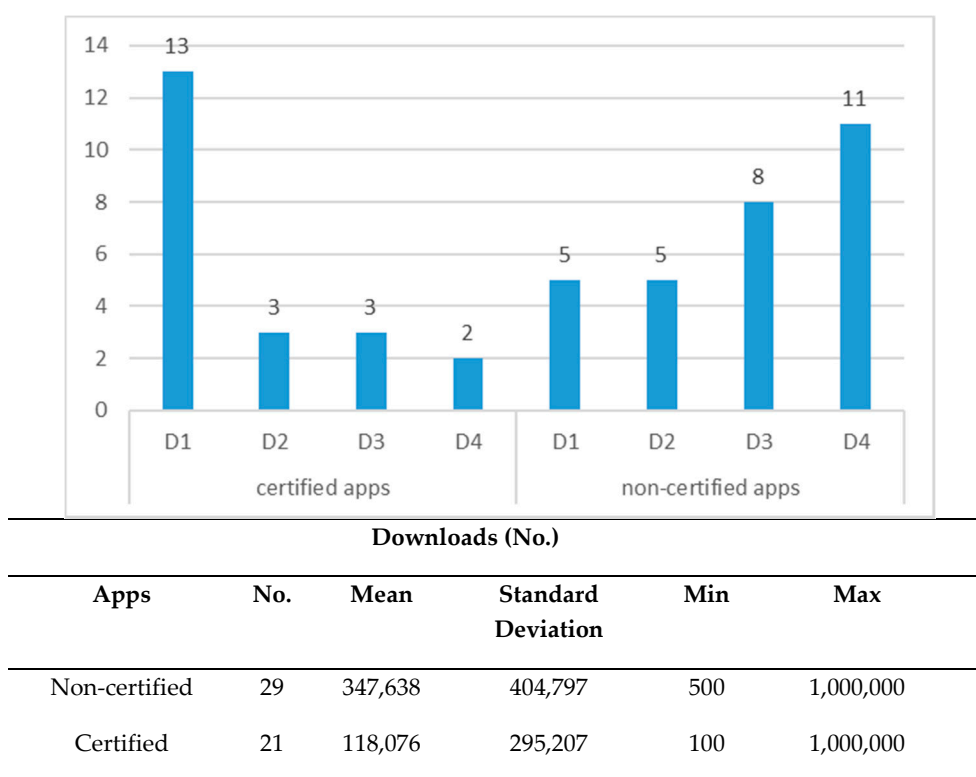 14
12
10
8
6
4
2
0
13
3
3
2
5
5
8
11
D1 D2 D3 D4 D1 D2 D3 D4
certified apps non-certified apps
Downloads (No.)
Apps No. Mean Standard Deviation Min Max
Non-certified 29 347,638 404,797 500 1,000,000
Certified 21 118,076 295,207 100 1,000,000